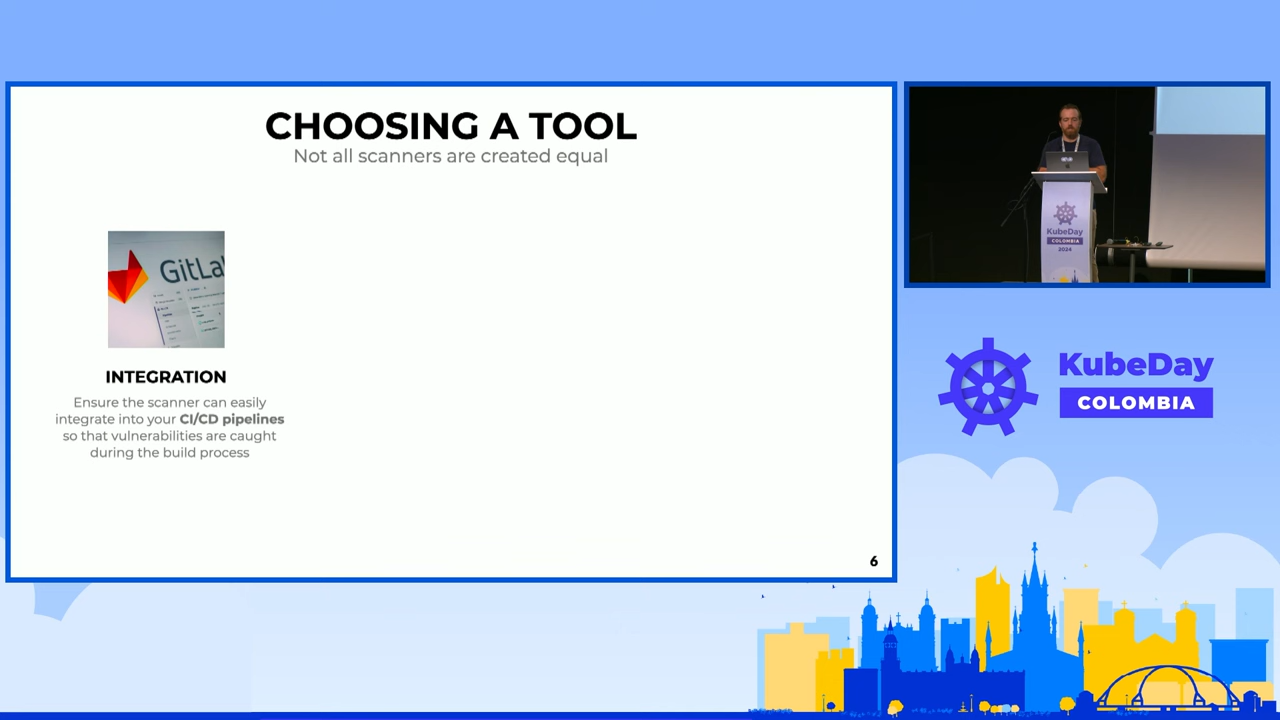 CHOOSING A TOOL
Not all scanners are created equal
GitLa
INTEGRATION
Ensure the scanner can easily
integrate into your CI/CD pipelines
so that vulnerabilities are caught
during the build process
6
KubeDay
COLOMBIA
2024
KubeDay
COLOMBIA